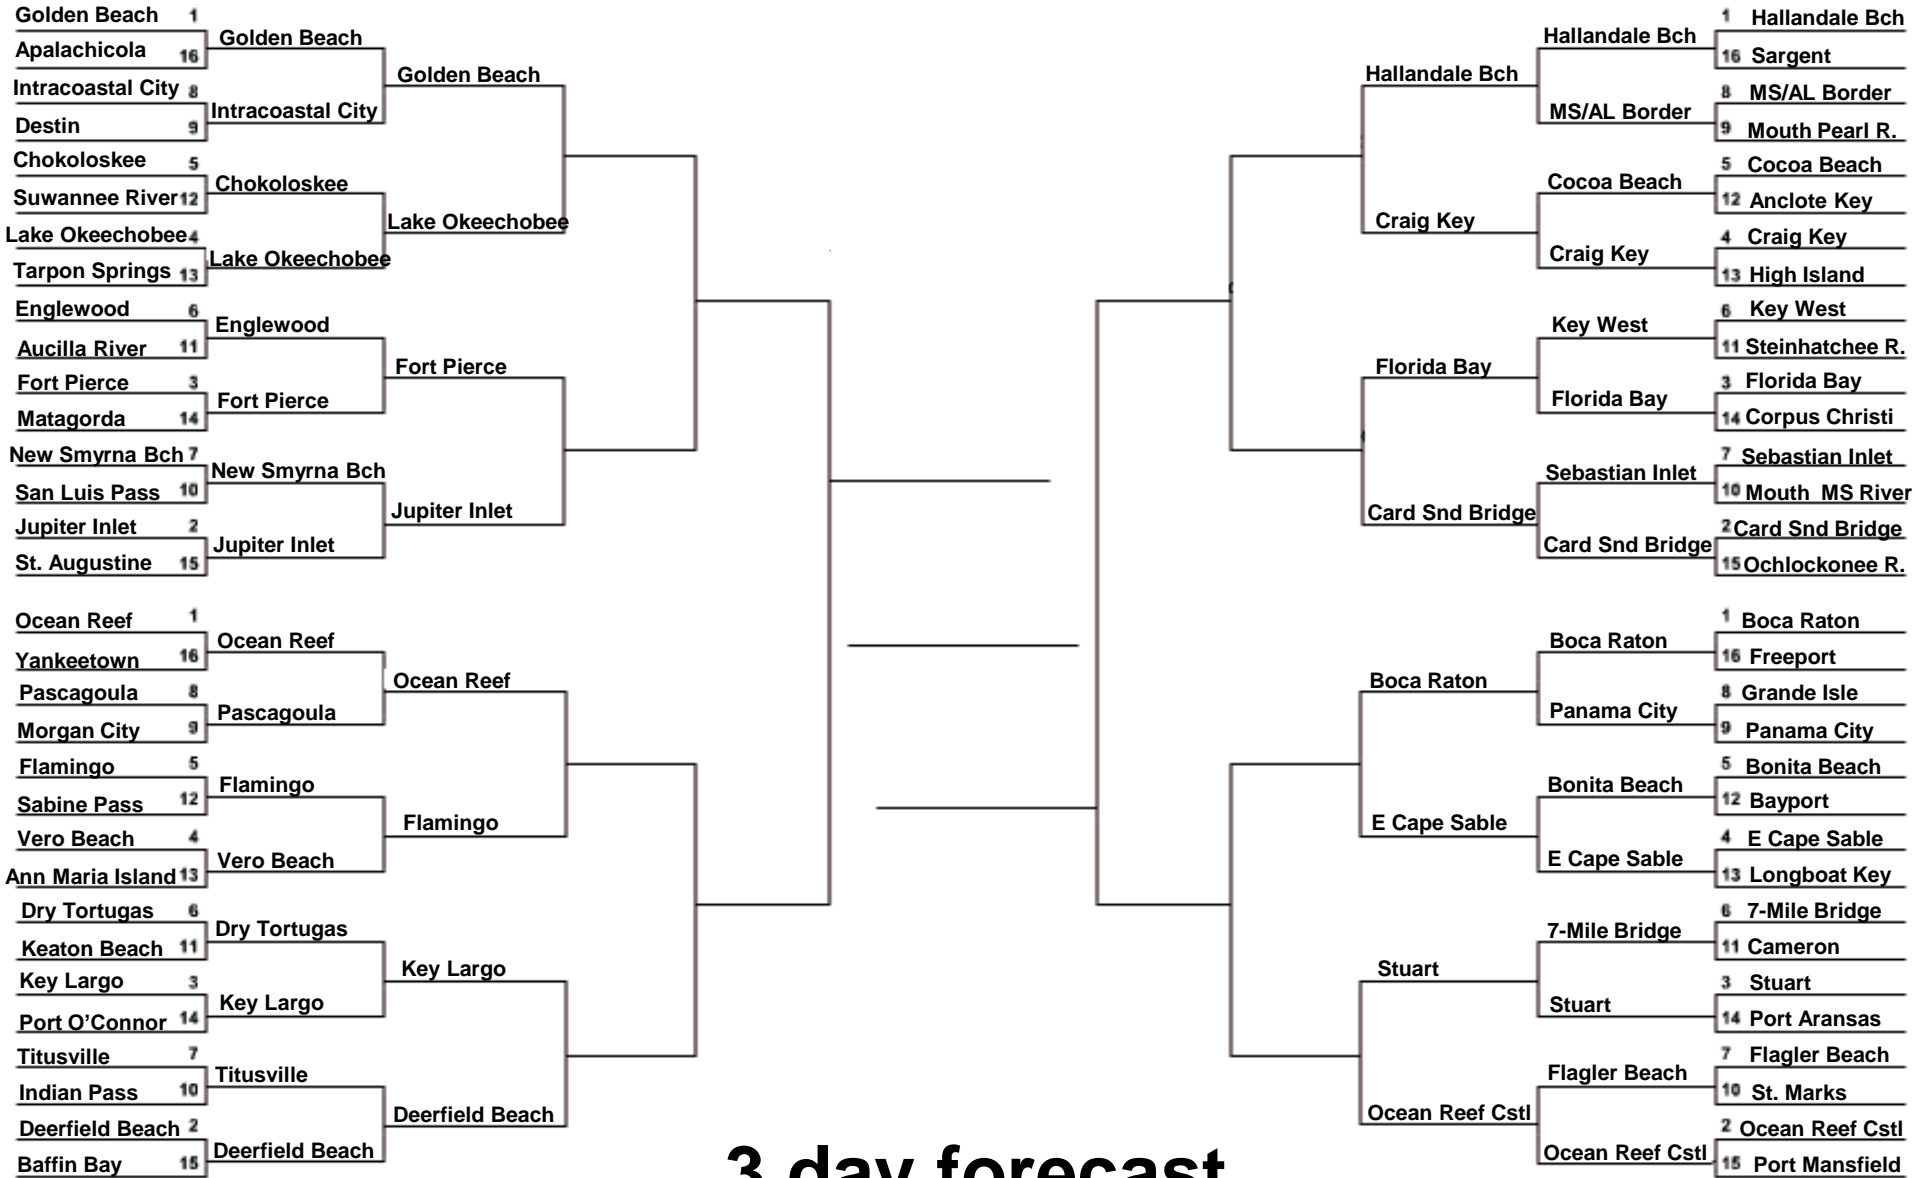 Golden Beach 1
Apalachicola 16
Intracoastal City 8
Destin 9
Chokoloskee 5
Suwannee River 12
Lake Okeechobee 4
Tarpon Springs 13
Englewood 6
Aucilla River 11
Fort Pierce 3
Matagorda 14
New Smyrna Bch 7
San Luis Pass 10
Jupiter Inlet 2
St. Augustine 15
Ocean Reef 1
Yankeetown 16
Pascagoula 8
Morgan City 9
Flamingo 5
Sabine Pass 12
Vero Beach 4
Ann Maria Island 13
Dry Tortugas 6
Keaton Beach 11
Key Largo 3
Port O’Connor 14
Titusville 7
Indian Pass 10
Deerfield Beach 2
Baffin Bay 15
Golden Beach
Intracoastal City
Chokoloskee
Lake Okeechobee
Englewood
Fort Pierce
New Smyrna Bch
Jupiter Inlet
Ocean Reef
Pascagoula
Flamingo
Vero Beach
Dry Tortugas
Key Largo
Titusville
Deerfield Beach
Golden Beach
Lake Okeechobee
Fort Pierce
Jupiter Inlet
Ocean Reef
Flamingo
Key Largo
Deerfield Beach
3 day forecast
Hallandale Bch
Craig Key
Florida Bay
Card Snd Bridge
Boca Raton
E Cape Sable
Stuart
Ocean Reef Cstl
Hallandale Bch
MS/AL Border
Cocoa Beach
Craig Key
Key West
Florida Bay
Sebastian Inlet
Card Snd Bridge
Boca Raton
Panama City
Bonita Beach
E Cape Sable
7-Mile Bridge
Stuart
Flagler Beach
Ocean Reef Cstl
1 Hallandale Bch
16 Sargent
8 MS/AL Border
9 Mouth Pearl R.
5 Cocoa Beach
12 Anclote Key
4 Craig Key
13 High Island
6 Key West
11 Steinhatchee R.
3 Florida Bay
14 Corpus Christi
7 Sebastian Inlet
10 Mouth MS River
2 Card Snd Bridge
15 Ochlockonee R.
1 Boca Raton
16 Freeport
8 Grande Isle
9 Panama City
5 Bonita Beach
12 Bayport
4 E Cape Sable
13 Longboat Key
6 7-Mile Bridge
11 Cameron
3 Stuart
14 Port Aransas
7 Flagler Beach
10 St. Marks
2 Ocean Reef Cstl
15 Port Mansfield